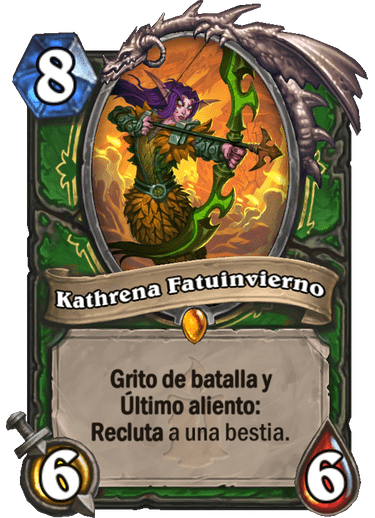 8
Kathrena Fatuinvierno
Grito de batalla y
Último aliento:
Recluta a una bestia.
6
6